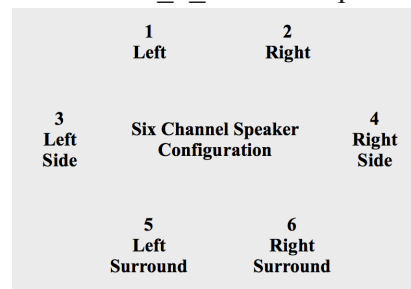 1 2
Left Right
3 4
Left Six Channel Speaker Right
Side Configuration Side
5 6
Left Right
Surround Surround